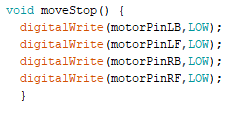 void moveStop() {
digitalWrite(motorPinLB,LOW);
digitalWrite(motorPinLF,LOW);
digitalWrite(motorPinRB,LOW);
digitalWrite(motorPinRF,LOW);
}